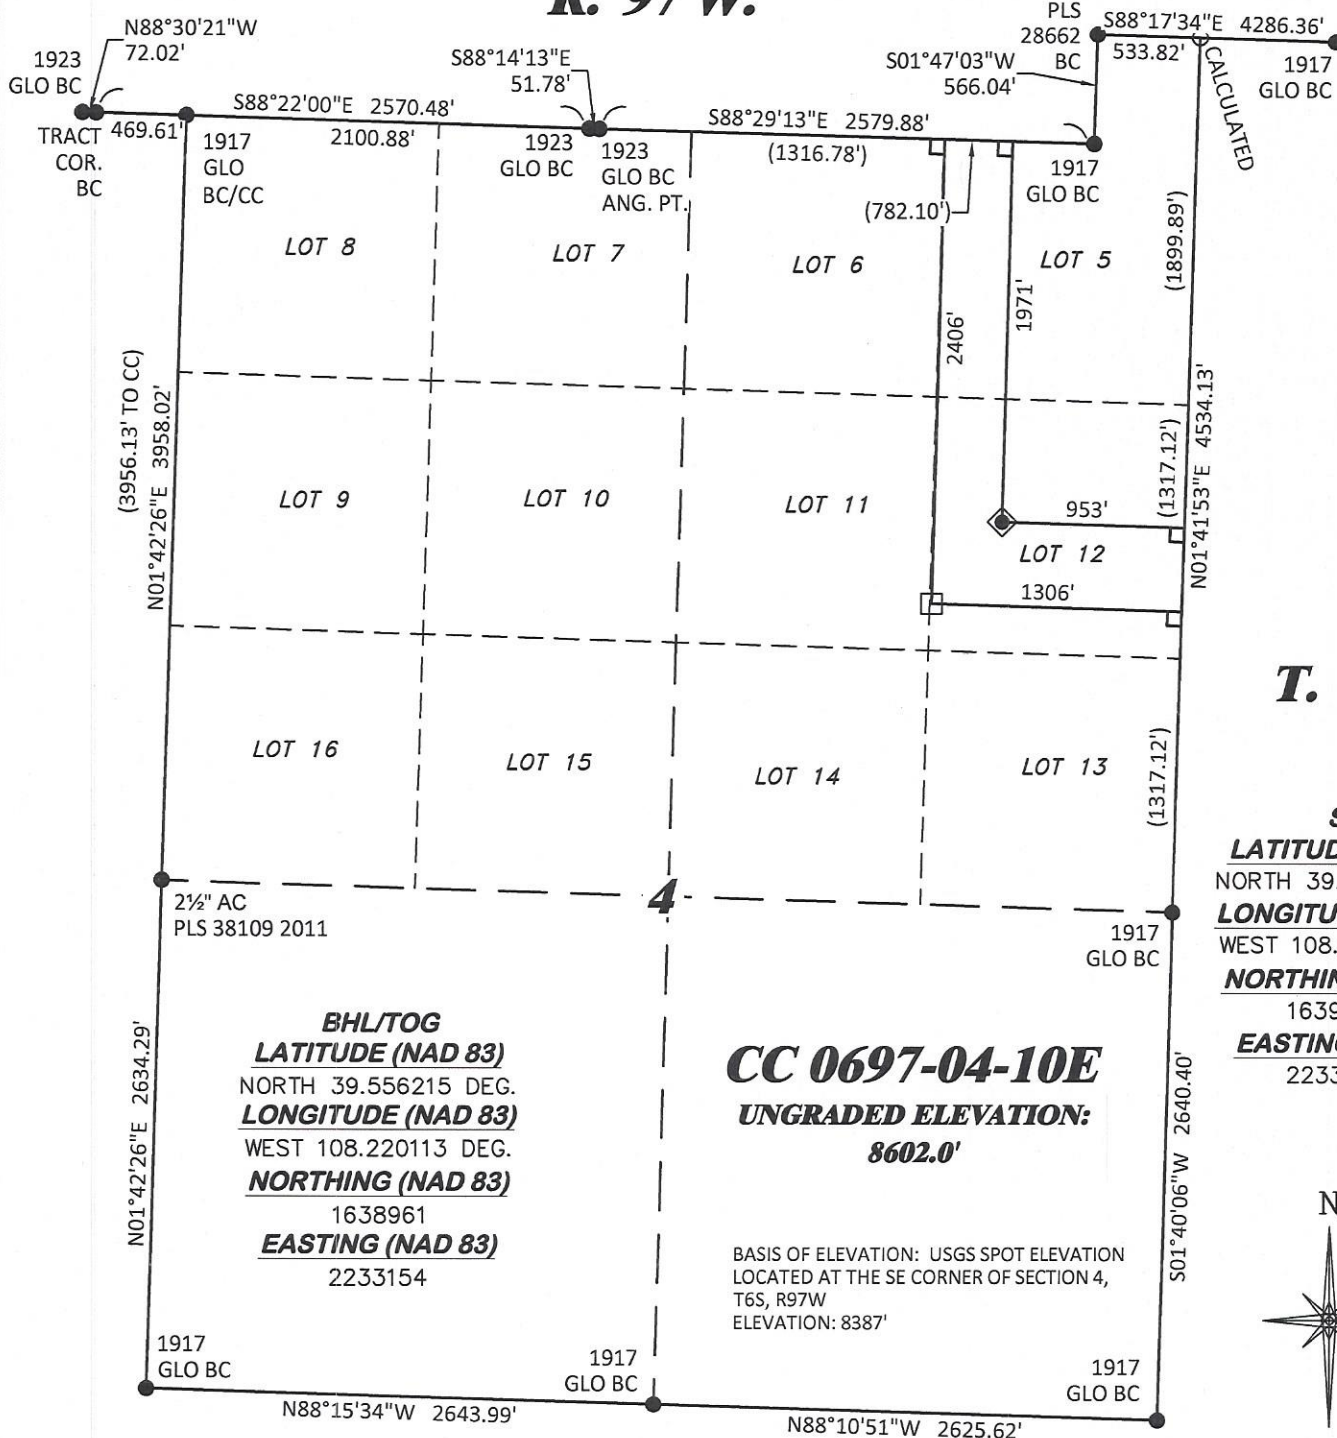 R. 97 W.
N88°30'21"W
72.02'
1923
GLO BC
TRACT
COR.
BC
469.61'
S88°22'00"E 2570.48'
2100.88'
1917
GLO
BC/CC
S88°14'13"E
51.78'
1923
GLO BC
1923
GLO BC
ANG. PT.
S88°29'13"E 2579.88'
(1316.78')
(782.10')
S01°47'03"W
566.04'
PLS
28662
BC
S88°17'34"E 4286.36'
533.82'
1917
GLO BC
CALCULATED
1917
GLO BC
LOT 8
LOT 7
LOT 6
LOT 5
(1899.89')
2406'
1971'
(3956.13' TO CC)
N01°42'26"E 3958.02'
N01°41'53"E 4534.13'
(1317.12')
LOT 9
LOT 10
LOT 11
953'
LOT 12
1306'
T.
LOT 16
LOT 15
LOT 14
LOT 13
(1317.12')
4
2½" AC
PLS 38109 2011
1917
GLO BC
LATITUD
NORTH 39.
LONGITU
WEST 108.
NORTHIN
1639
EASTING
2233
BHL/TOG
LATITUDE (NAD 83)
NORTH 39.556215 DEG.
LONGITUDE (NAD 83)
WEST 108.220113 DEG.
NORTHING (NAD 83)
1638961
EASTING (NAD 83)
2233154
CC 0697-04-10E
UNGRADED ELEVATION:
8602.0'
N01°42'26"E 2634.29'
S01°40'06"W 2640.40'
BASIS OF ELEVATION: USGS SPOT ELEVATION
LOCATED AT THE SE CORNER OF SECTION 4,
T6S, R97W
ELEVATION: 8387'
N
1917
GLO BC
1917
GLO BC
1917
GLO BC
N88°15'34"W 2643.99'
N88°10'51"W 2625.62'